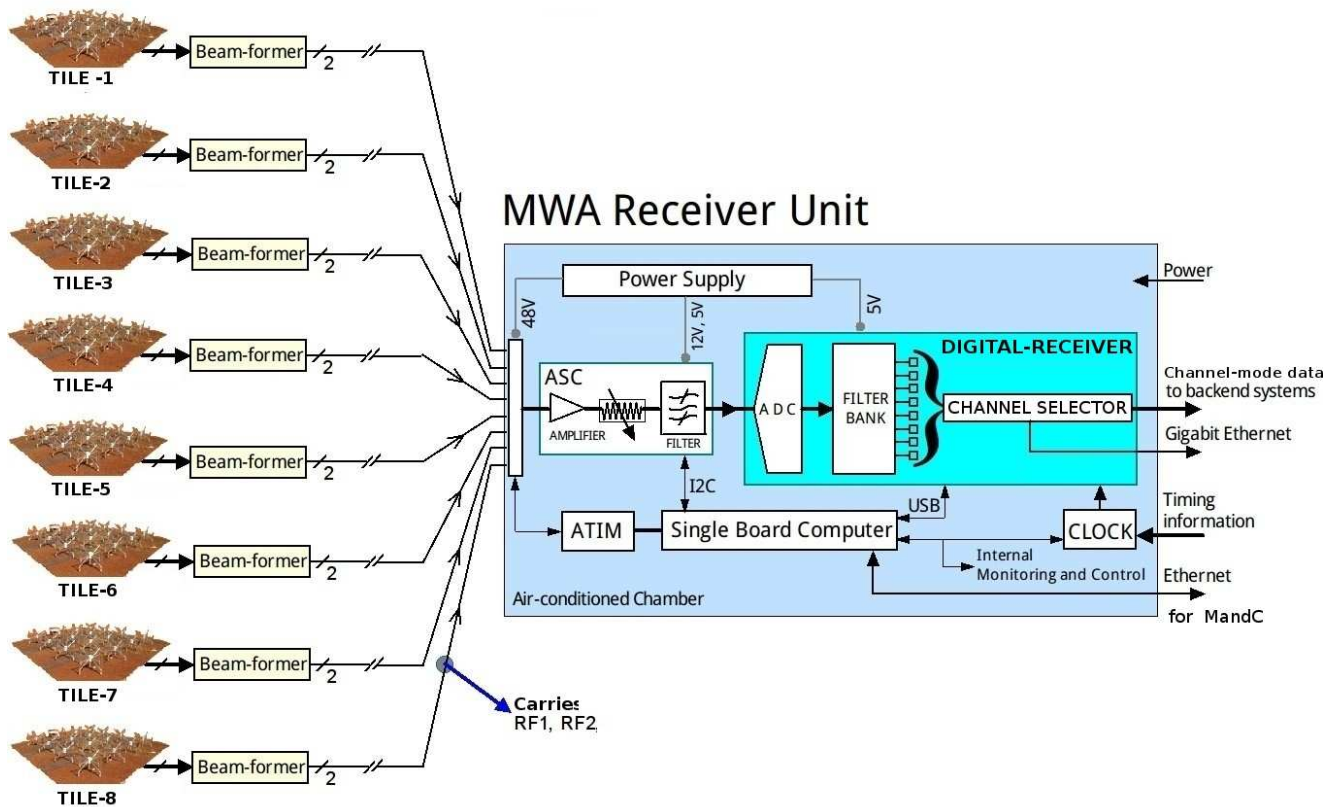 TILE -1
Beam-former
2
TILE-2
Beam-former
2
TILE-3
Beam-former
2
TILE-4
Beam-former
2
TILE-5
Beam-former
2
TILE-6
Beam-former
2
TILE-7
Beam-former
2
TILE-8
Beam-former
2
Carries
RF1, RF2,
MWA Receiver Unit
Power Supply
48V
12V, 5V
5V
ASC
AMPLIFIER
FILTER
DIGITAL-RECEIVER
ADC
FILTER
BANK
CHANNEL SELECTOR
I2C
USB
ATIM
Single Board Computer
CLOCK
Internal
Monitoring and Control
Air-conditioned Chamber
Power
Channel-mode data
to backend systems
Gigabit Ethernet
Timing
information
Ethernet
for MandC